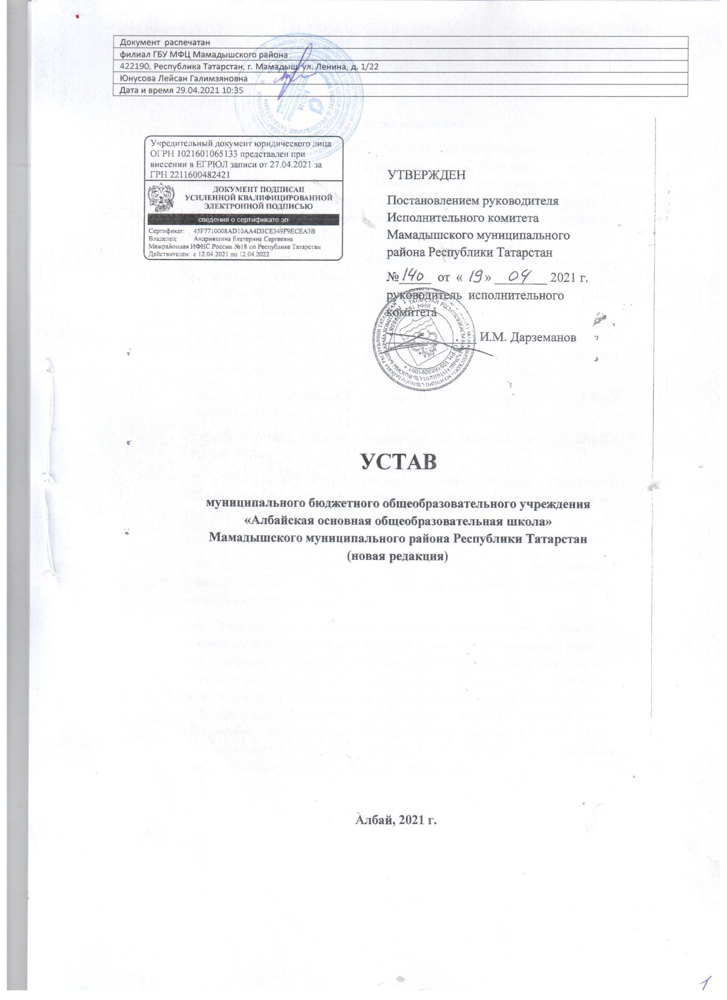 Документ распечатан
филиал ГБУ МФЦ Мамадышского района
422190, Республика Татарстан, г. Мамадыш, ул. Ленина, д. 1/22
Юнусова Лейсан Галимзяновна
Дата и время 29.04.2021 10:35
МОИ
ДОКУМЕНТЫ
Учредительный документ юридического лица
ОГРН 1021601065133 представлен при
внесении в ЕГРЮЛ записи от 27.04.2021 за
ГРН 2211600482421
ДОКУМЕНТ ПОДПИСАН
УСИЛЕННОЙ КВАЛИФИЦИРОВАННОЙ
ЭЛЕКТРОННОЙ ПОДПИСЬЮ
сведения о сертификате эп
Сертификат: 45F7710008AD10AA4D3CE349F9ECEA3B
Владелец: Андрияшина Екатерина Сергеевна
Межрайонная ИФНС России №18 по Республике Татарстан
Действителен: с 12.04.2021 по 12.04.2022
УТВЕРЖДЕН
Постановлением руководителя
Исполнительного комитета
Мамадышского муниципального
района Республики Татарстан
№ 140 от « 19 » 04 2021 г.
руководитель исполнительного
комитета
И.М. Дарземанов
УСТАВ
муниципального бюджетного общеобразовательного учреждения
«Албайская основная общеобразовательная школа»
Мамадышского муниципального района Республики Татарстан
(новая редакция)
Албай, 2021 г.
1